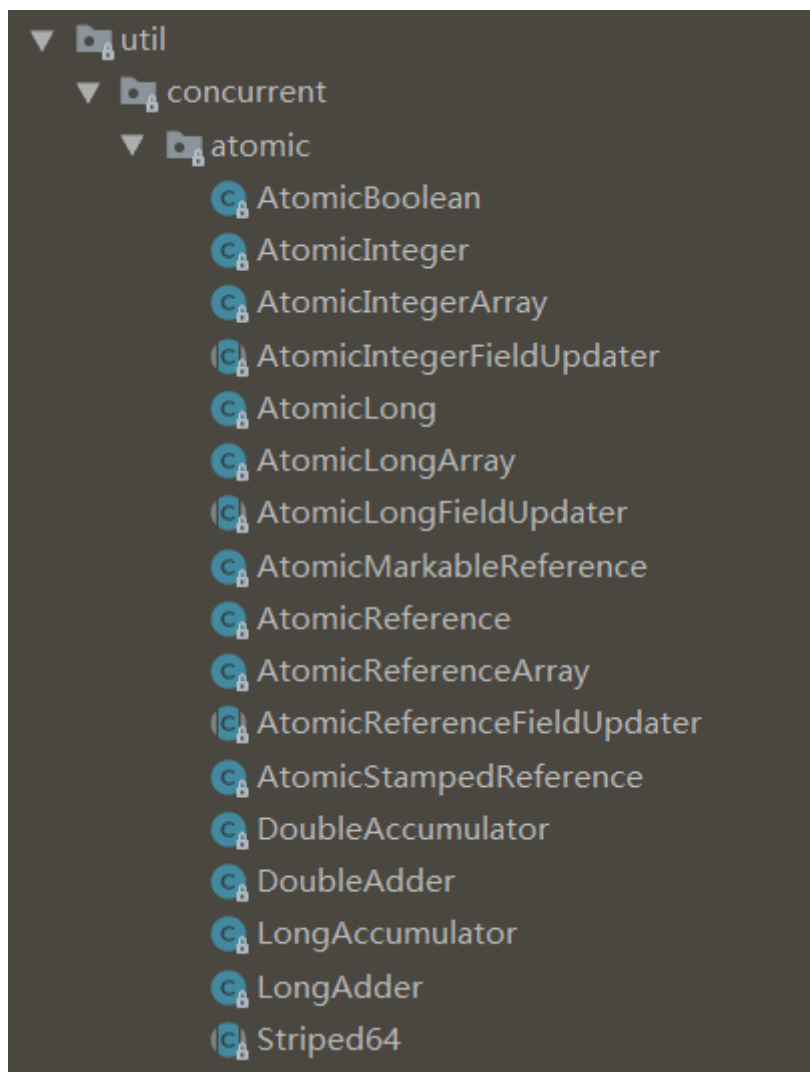 util
concurrent
atomic
AtomicBoolean
AtomicInteger
AtomicIntegerArray
AtomicIntegerFieldUpdater
AtomicLong
AtomicLongArray
AtomicLongFieldUpdater
AtomicMarkableReference
AtomicReference
AtomicReferenceArray
AtomicReferenceFieldUpdater
AtomicStampedReference
DoubleAccumulator
DoubleAdder
LongAccumulator
LongAdder
Striped64